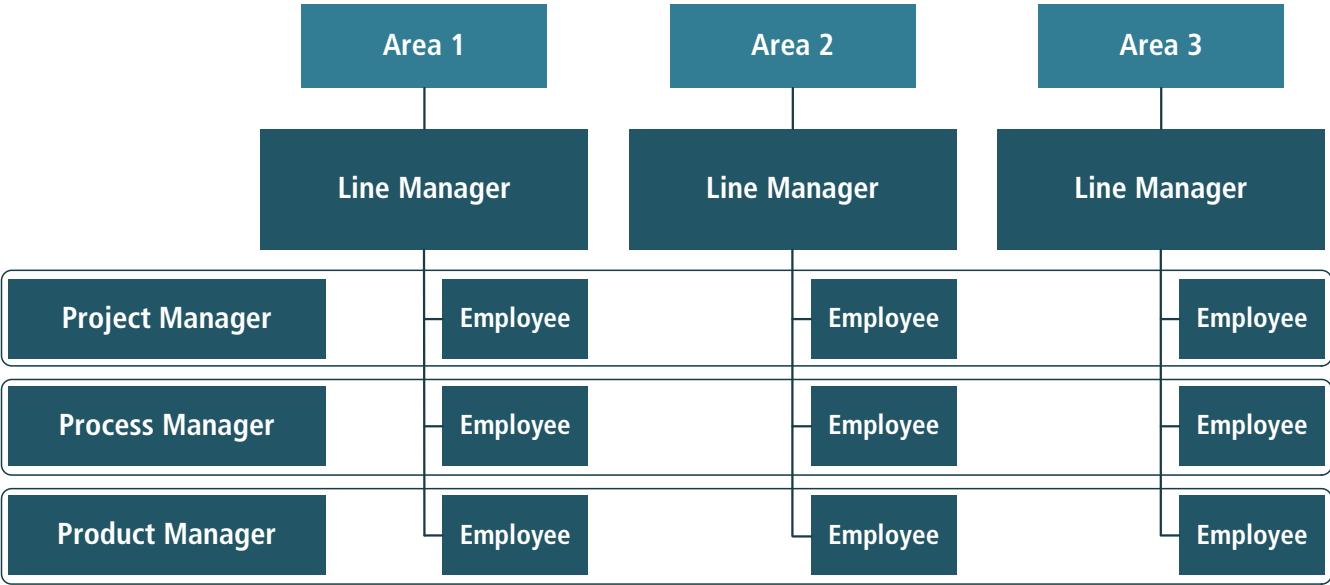 Area 1
Area 2
Area 3
Line Manager
Line Manager
Line Manager
Project Manager
Employee
Employee
Employee
Process Manager
Employee
Employee
Employee
Product Manager
Employee
Employee
Employee